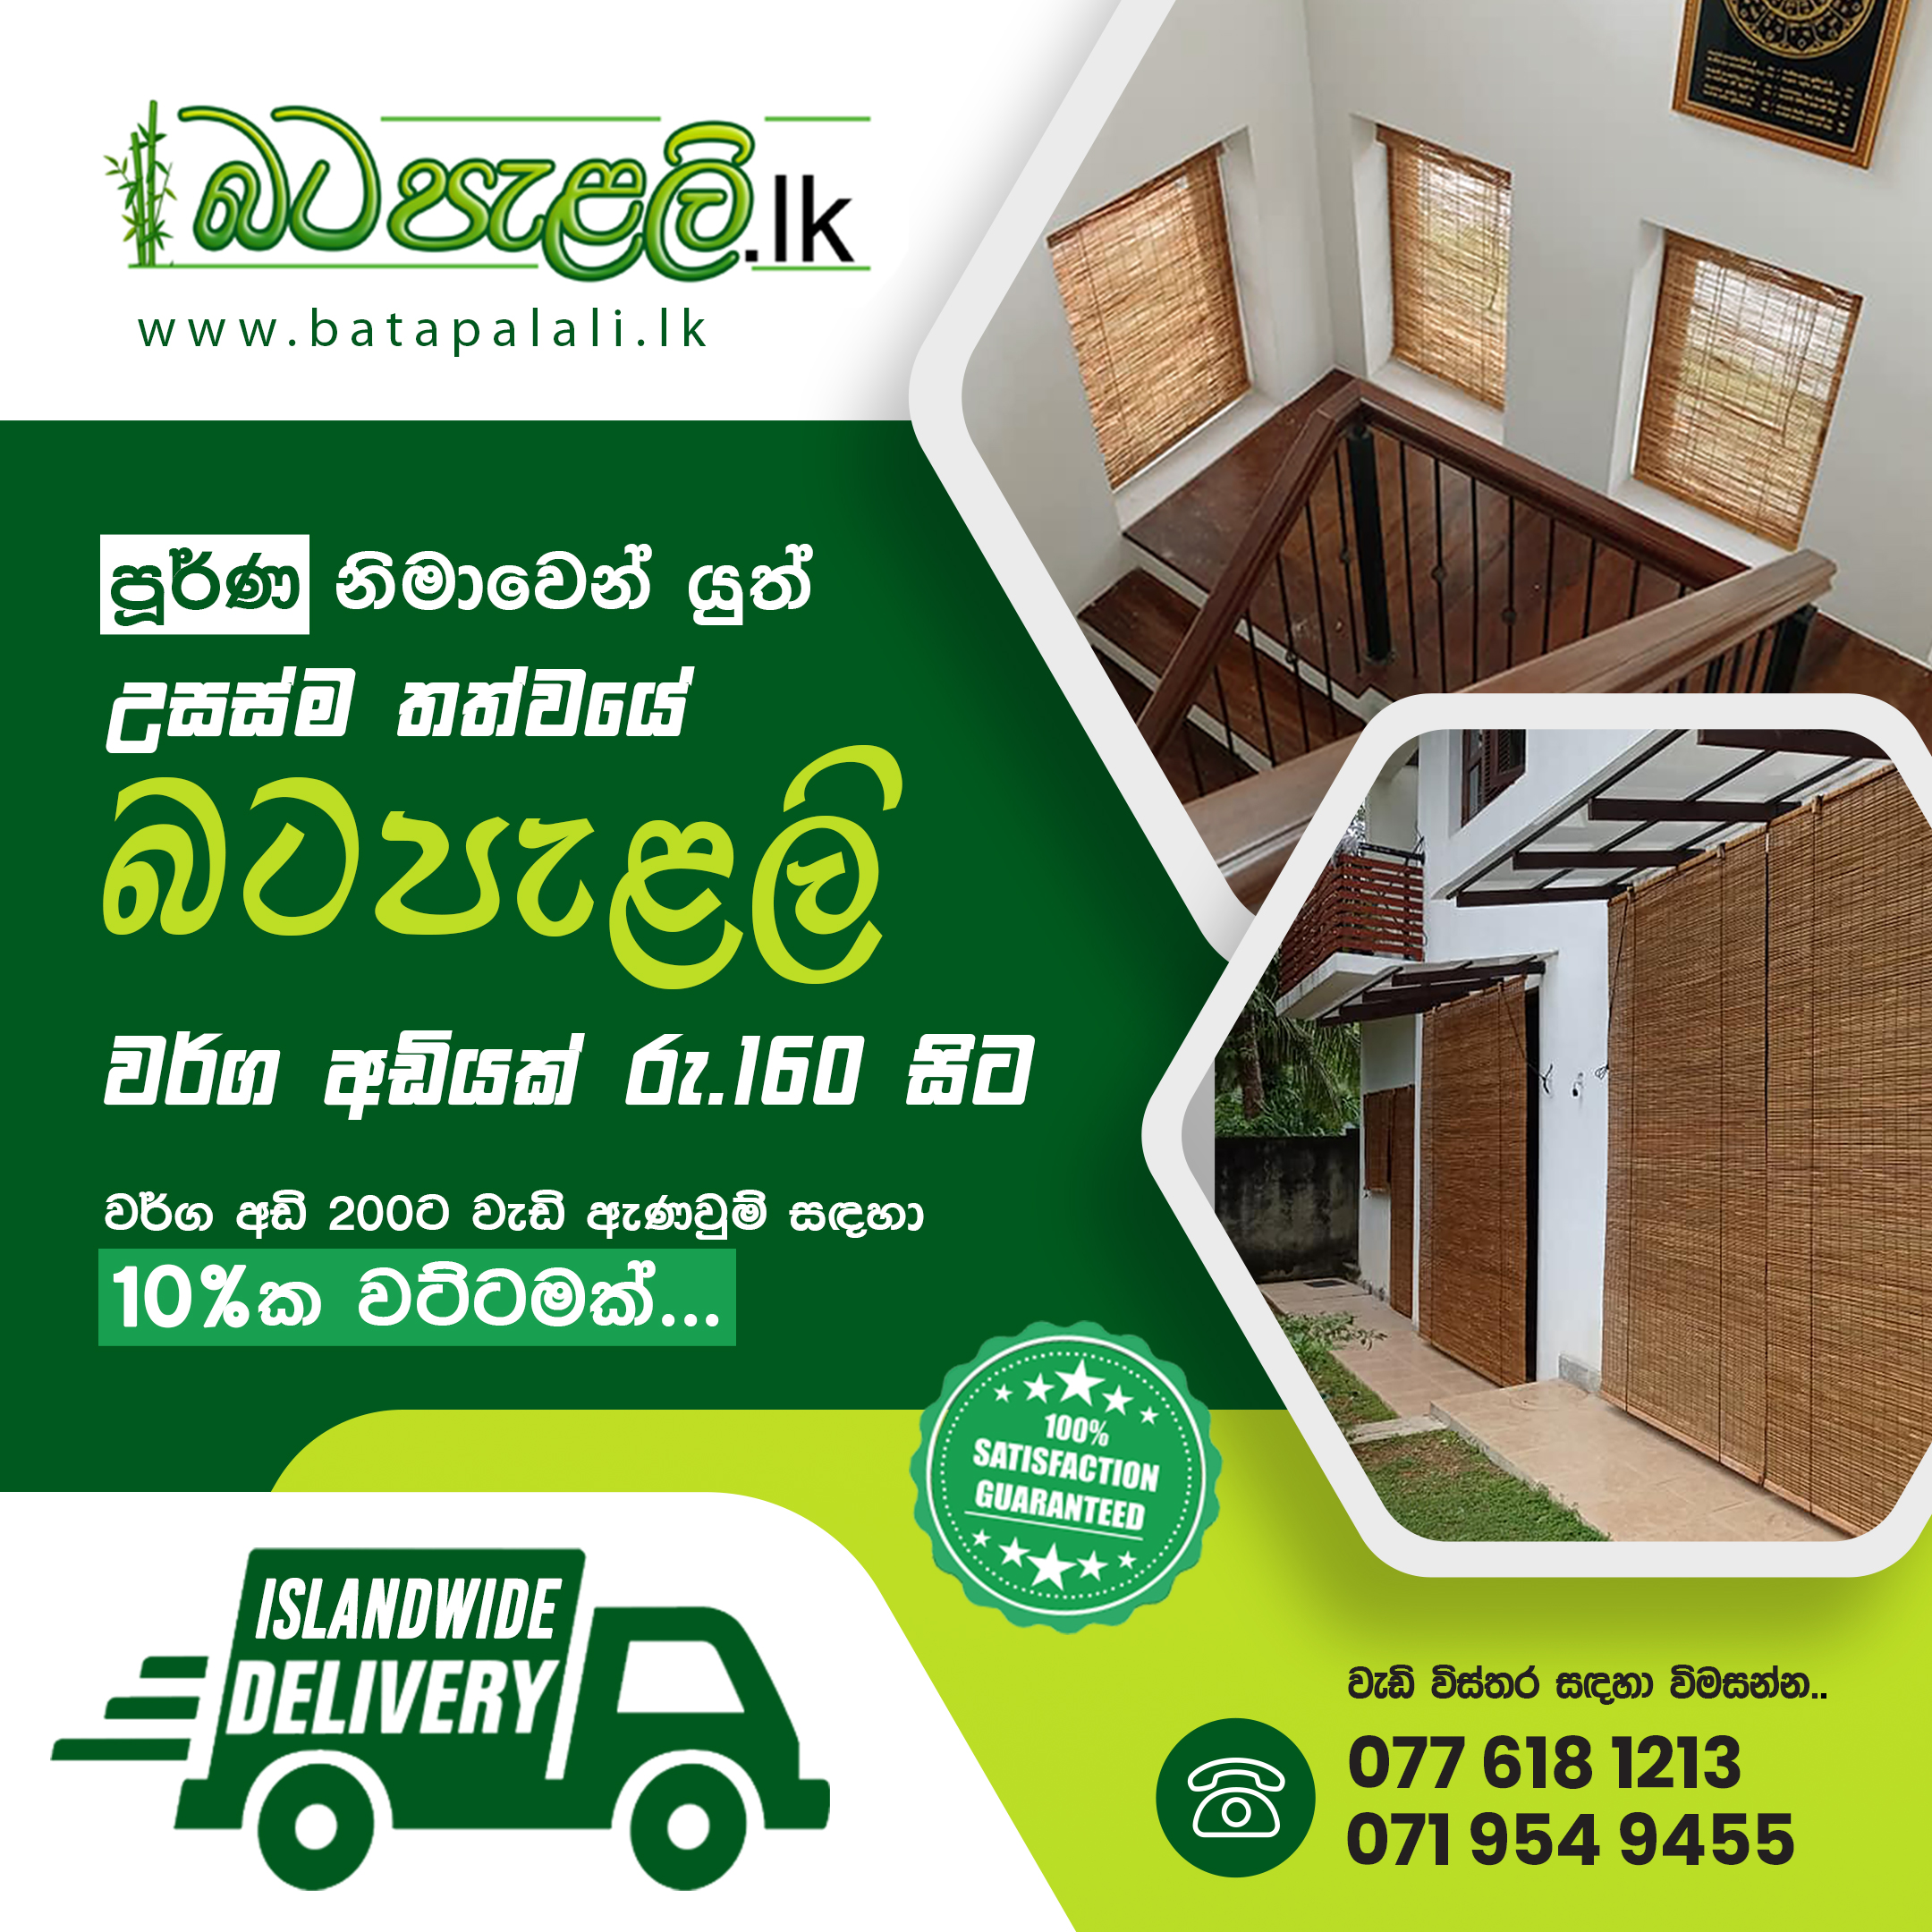 බටපැළලි.lk
www.batapalali.lk
පූර්ණ නිමාවෙන් යුත්
උසස්ම තත්වයේ
බටපැළලි
වර්ග අඩියක් රු.160 සිට
වර්ග අඩි 200ට වැඩි ඇණවුම් සඳහා
10%ක වට්ටමක්...
100%
SATISFACTION
GUARANTEED
ISLANDWIDE
DELIVERY
වැඩි විස්තර සඳහා විමසන්න..
077 618 1213
071 954 9455